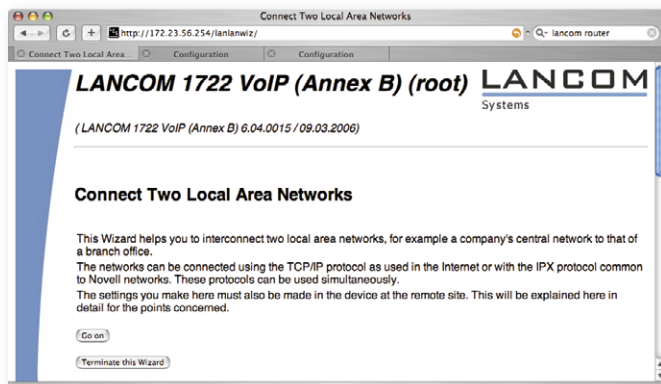 Connect Two Local Area Networks
http://172.23.56.254/lanlanwiz/
lancom router
Connect Two Local Area...
Configuration
Configuration
LANCOM 1722 VoIP (Annex B) (root)
LANCOM
Systems
( LANCOM 1722 VoIP (Annex B) 6.04.0015 / 09.03.2006)
Connect Two Local Area Networks
This Wizard helps you to interconnect two local area networks, for example a company's central network to that of
a branch office.
The networks can be connected using the TCP/IP protocol as used in the Internet or with the IPX protocol common
to Novell networks. These protocols can be used simultaneously.
The settings you make here must also be made in the device at the remote site. This will be explained here in
detail for the points concerned.
Go on
Terminate this Wizard